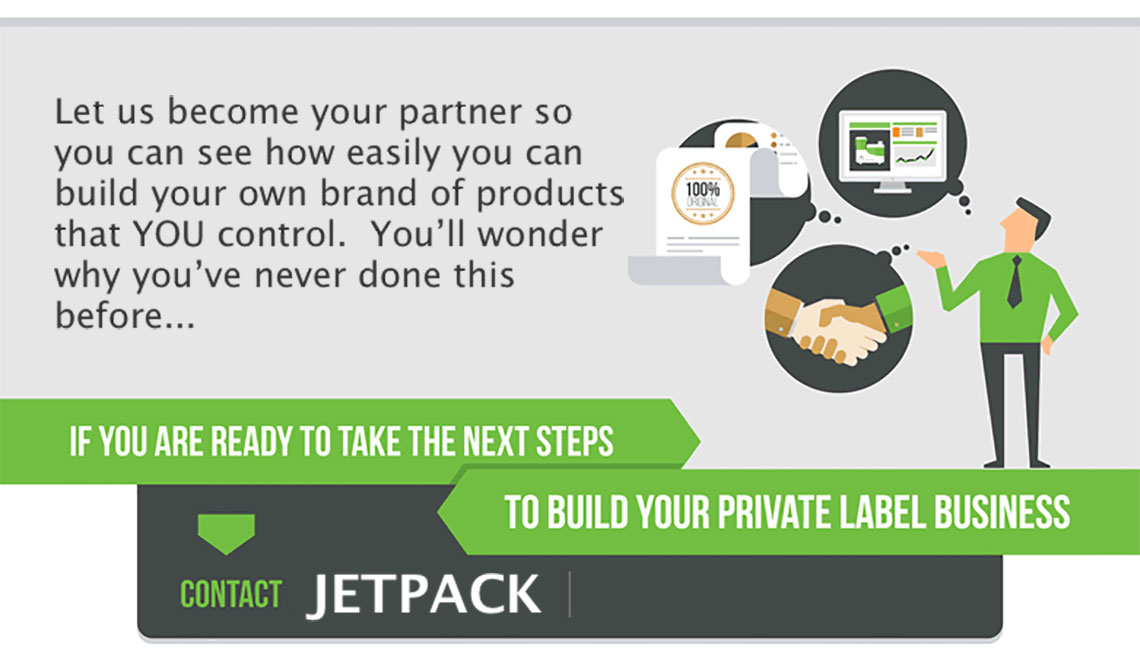 Let us become your partner so
you can see how easily you can
build your own brand of products
that YOU control.  You’ll wonder
why you’ve never done this
before...
100%
ORIGINAL
IF YOU ARE READY TO TAKE THE NEXT STEPS
TO BUILD YOUR PRIVATE LABEL BUSINESS
CONTACT JETPACK